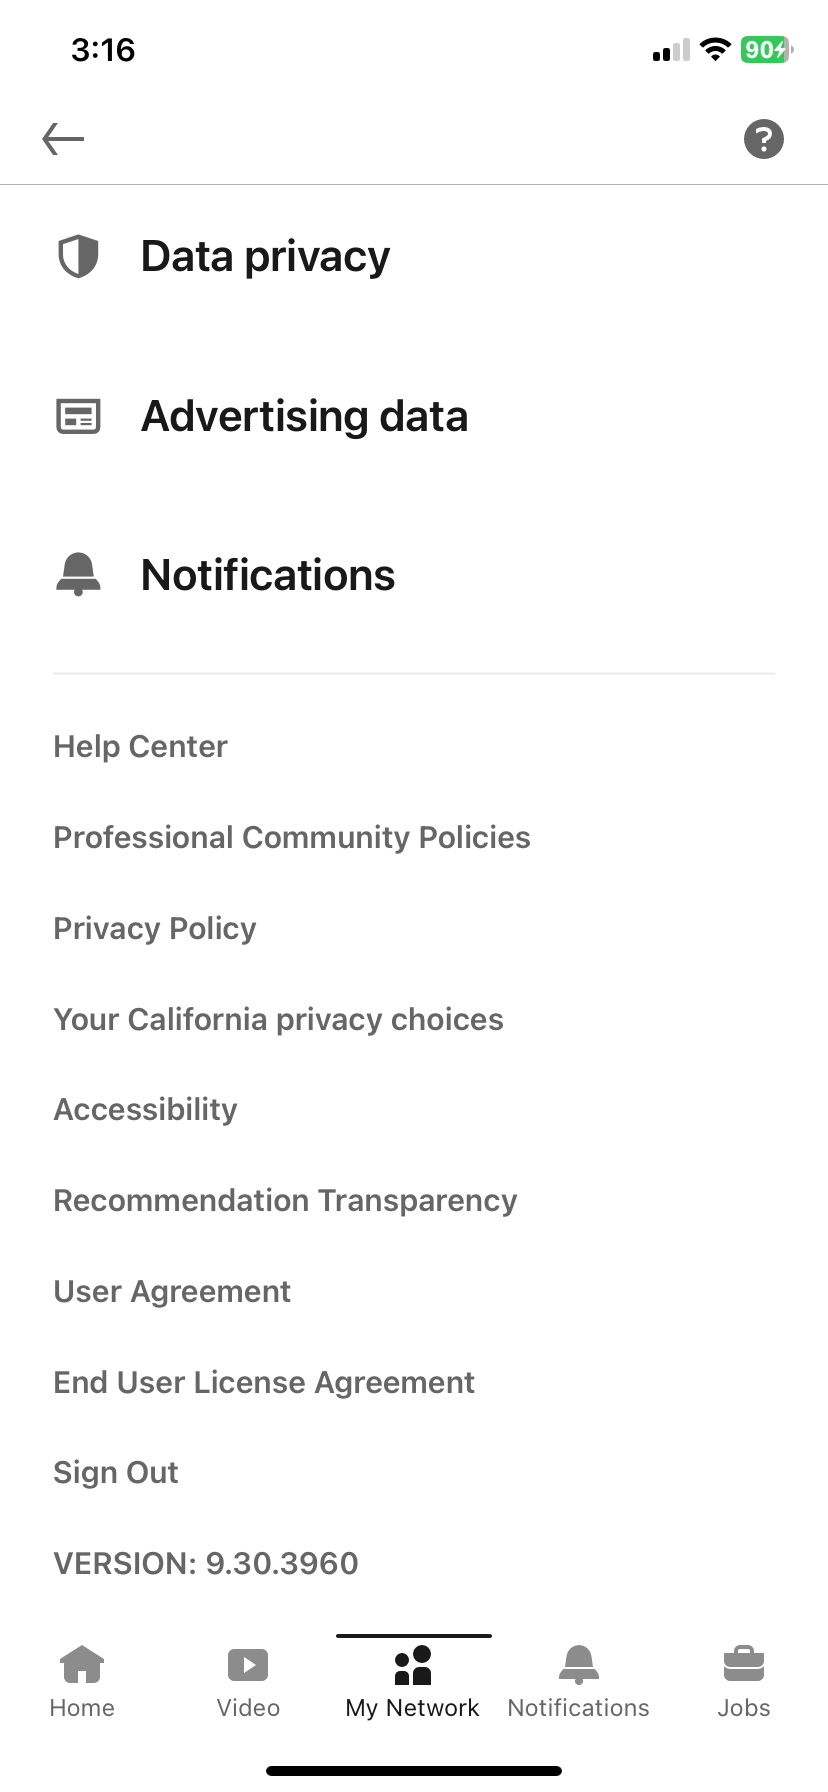 3:16
90
?
Data privacy
Advertising data
Notifications
Help Center
Professional Community Policies
Privacy Policy
Your California privacy choices
Accessibility
Recommendation Transparency
User Agreement
End User License Agreement
Sign Out
VERSION: 9.30.3960
Home Video My Network Notifications Jobs